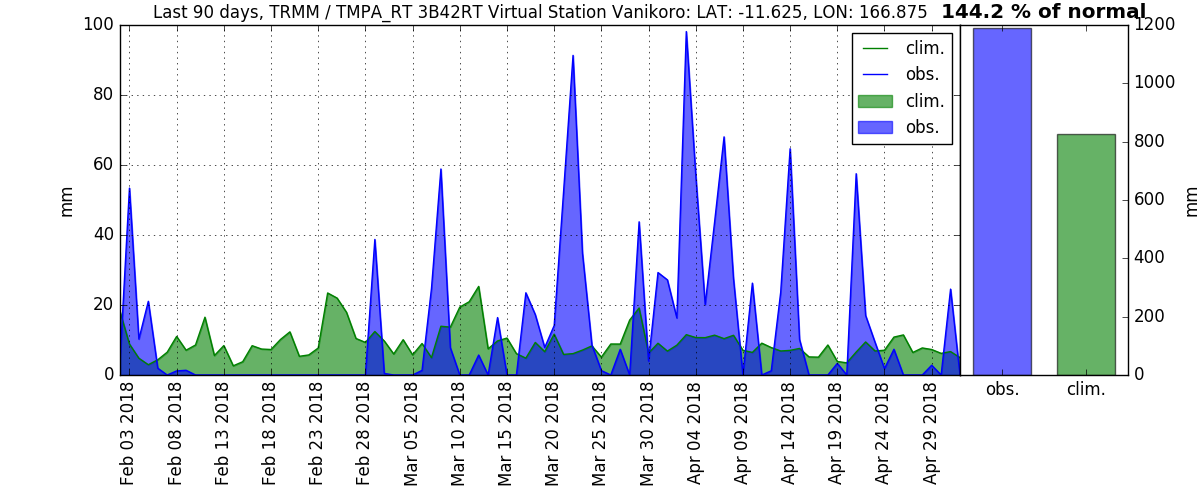 Last 90 days, TRMM / TMPA_RT 3B42RT Virtual Station Vanikoro: LAT: -11.625, LON: 166.875 144.2 % of normal
100
80
60
40
20
0
mm
clim.
obs.
clim.
obs.
1200
1000
800
600
400
200
0
mm
obs.
clim.
Feb 03 2018
Feb 08 2018
Feb 13 2018
Feb 18 2018
Feb 23 2018
Feb 28 2018
Mar 05 2018
Mar 10 2018
Mar 15 2018
Mar 20 2018
Mar 25 2018
Mar 30 2018
Apr 04 2018
Apr 09 2018
Apr 14 2018
Apr 19 2018
Apr 24 2018
Apr 29 2018